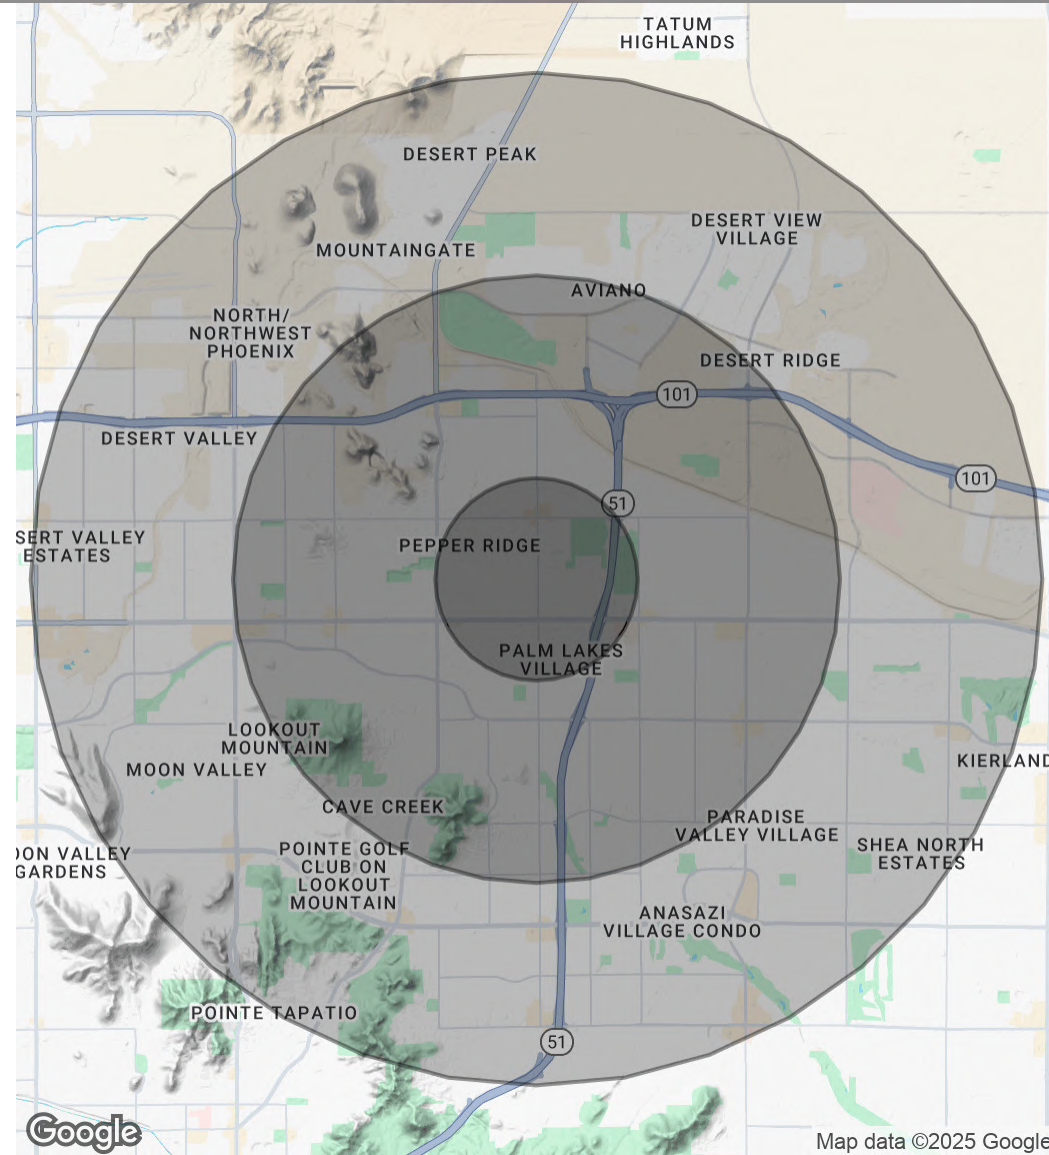 TATUM
HIGHLANDS
DESERT PEAK
DESERT VIEW
VILLAGE
MOUNTAINGATE
AVIANO
NORTH/
NORTHWEST
PHOENIX
DESERT RIDGE
101
DESERT VALLEY
101
51
SERT VALLEY
ESTATES
PEPPER RIDGE
PALM LAKES
VILLAGE
LOOKOUT
MOUNTAIN
MOON VALLEY
KIERLAND
CAVE CREEK
PARADISE
VALLEY VILLAGE
OON VALLEY
GARDENS
POINTE GOLF
CLUB ON
LOOKOUT
MOUNTAIN
SHEA NORTH
ESTATES
ANASAZI
VILLAGE CONDO
POINTE TAPATIO
51
Google
Map data ©2025 Google